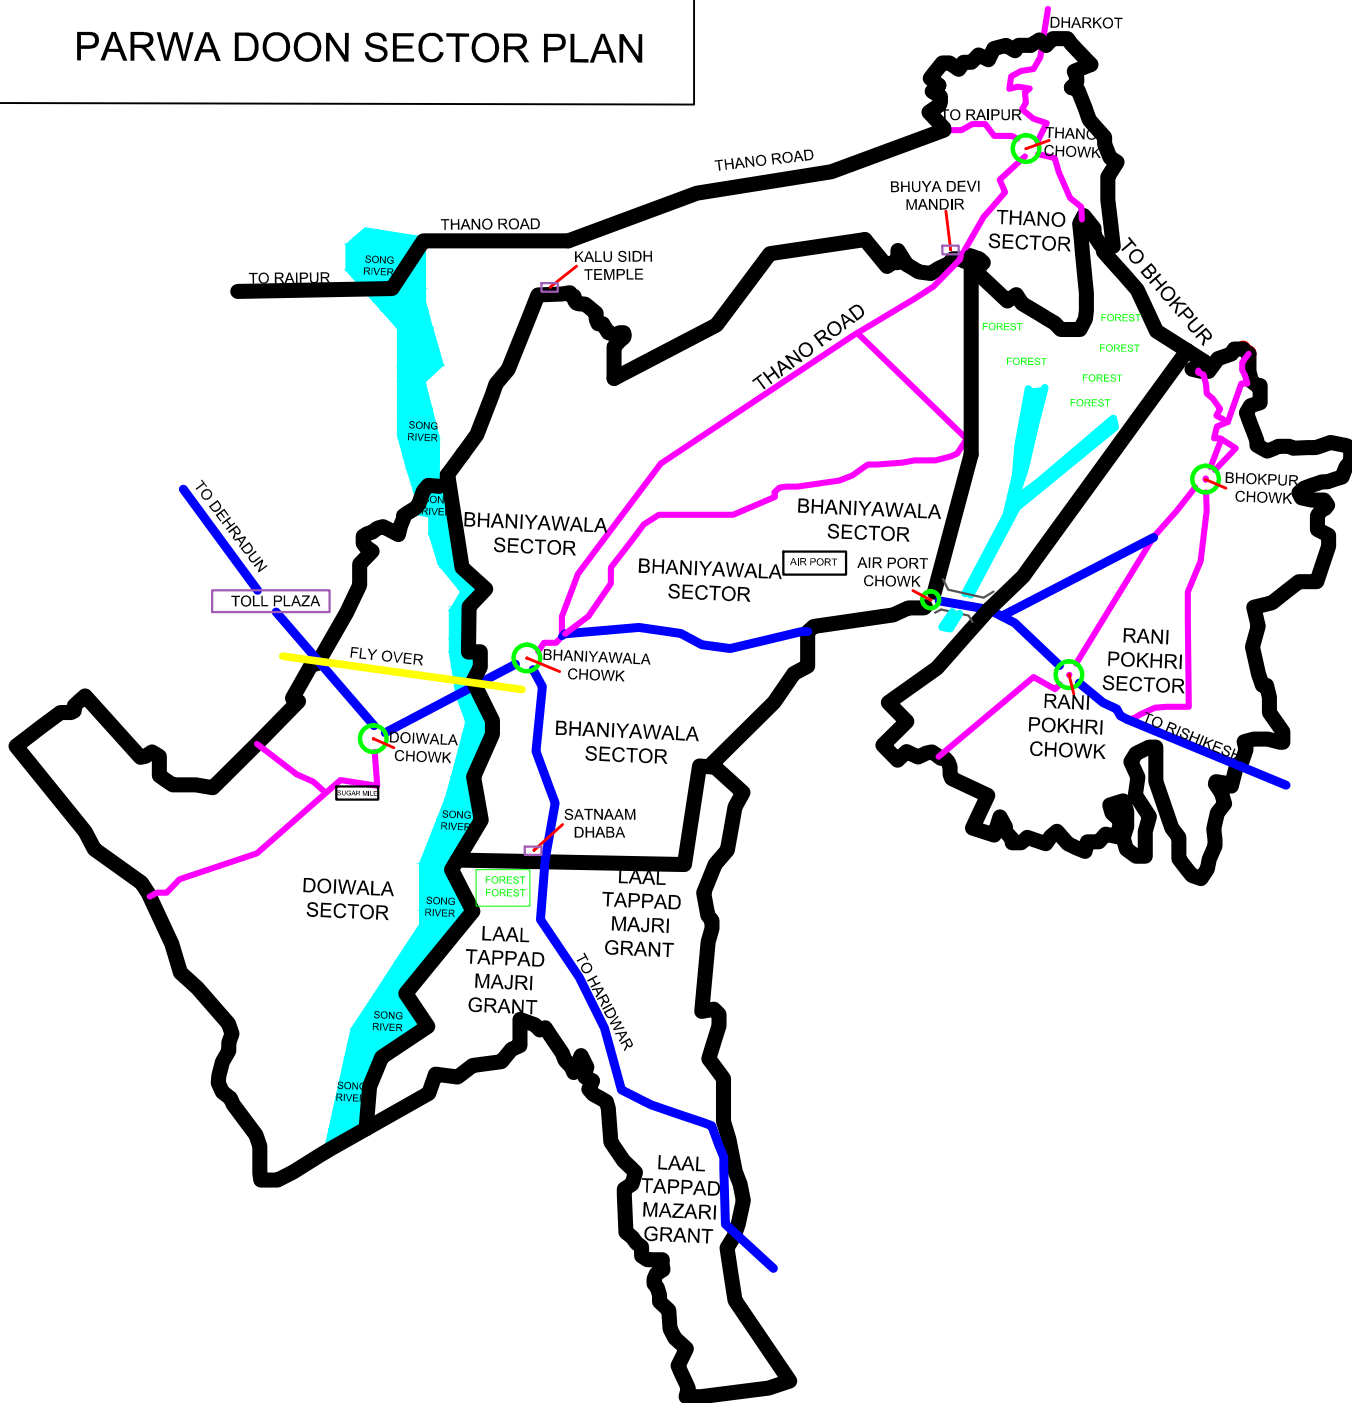 PARWA DOON SECTOR PLAN
DHARKOT
TO RAIPUR
THANO
CHOWK
THANO ROAD
BHUYA DEVI
MANDIR
THANO
SECTOR
THANO ROAD
SONG
RIVER
TO RAIPUR
KALU SIDH
TEMPLE
TO BHOKPUR
FOREST
FOREST
FOREST
FOREST
FOREST
FOREST
THANO ROAD
SONG
RIVER
TO DEHRADUN
SONG
RIVER
BHANIYAWALA
SECTOR
BHANIYAWALA
SECTOR
BHOKPUR
CHOWK
BHANIYAWALA
SECTOR
AIR PORT
AIR PORT
CHOWK
TOLL PLAZA
FLY OVER
BHANIYAWALA
CHOWK
RANI
POKHRI
SECTOR
RANI
POKHRI
CHOWK
TO RISHIKESH
DOIWALA
CHOWK
BHANIYAWALA
SECTOR
SUGAR MILE
SONG
RIVER
SATNAAM
DHABA
DOIWALA
SECTOR
FOREST
FOREST
SONG
RIVER
LAAL
TAPPAD
MAJRI
GRANT
LAAL
TAPPAD
MAJRI
GRANT
TO HARIDWAR
SONG
RIVER
SONG
RIVER
LAAL
TAPPAD
MAZARI
GRANT